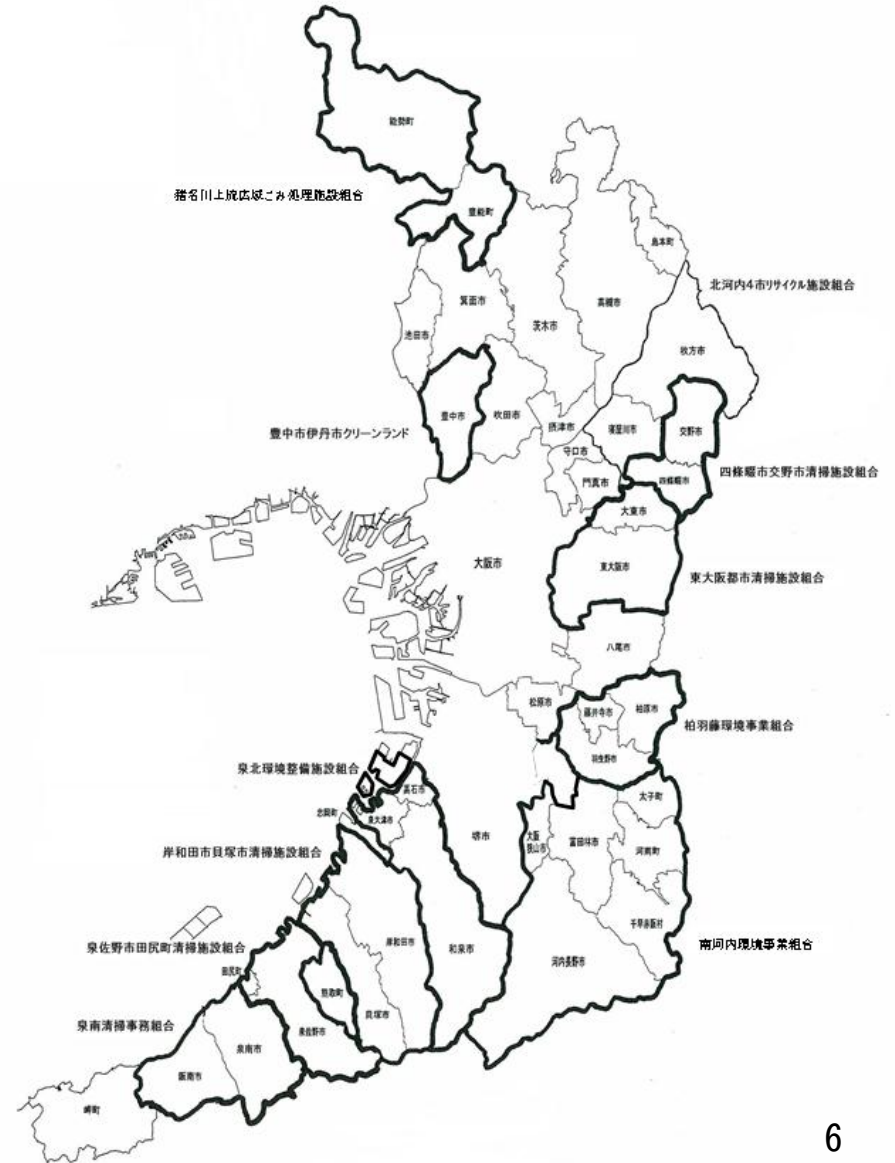 能勢町
猪名川上流広域ごみ処理施設組合
豊能町
島本町
北河内4市リサイクル施設組合
箕面市
高槻市
茨木市
池田市
枚方市
豊中市
吹田市
摂津市
寝屋川市
交野市
豊中市伊丹市クリーンランド
守口市
四條畷市交野市清掃施設組合
門真市
四條畷市
大東市
大阪市
東大阪市
東大阪都市清掃施設組合
八尾市
松原市
藤井寺市
柏原市
柏羽藤環境事業組合
羽曳野市
泉北環境整備施設組合
高石市
太子町
忠岡町
泉大津市
堺市
大阪
狭山市
富田林市
河南町
岸和田市貝塚市清掃施設組合
千早赤阪村
岸和田市
和泉市
南河内環境事業組合
泉佐野市田尻町清掃施設組合
河内長野市
田尻町
熊取町
貝塚市
泉佐野市
泉南清掃事務組合
泉南市
阪南市
岬町
6